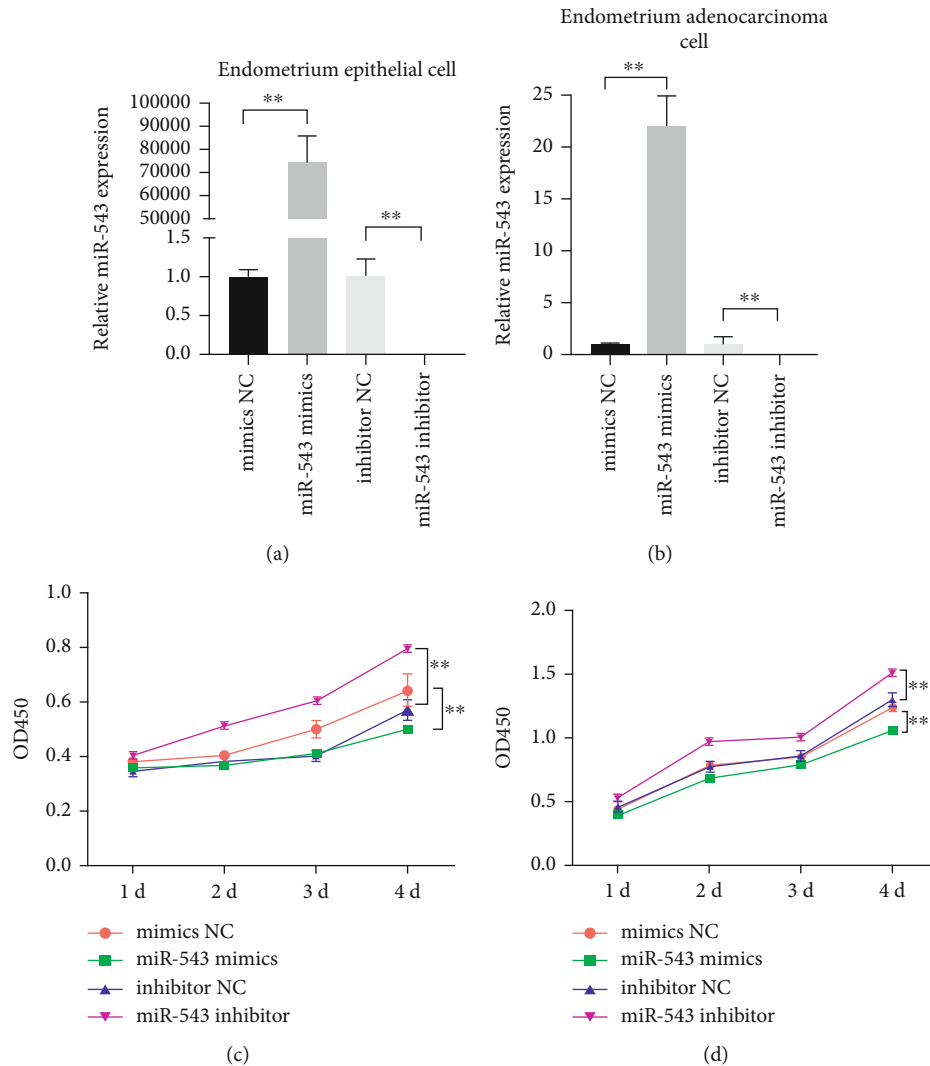 Endometrium epithelial cell
Relative miR-543 expression
100000
90000
80000
70000
60000
50000
1.5
1.0
0.5
0.0
**
**
mimics NC
miR-543 mimics
inhibitor NC
miR-543 inhibitor
(a)
Endometrium adenocarcinoma
cell
Relative miR-543 expression
25
20
15
10
5
0
**
**
mimics NC
miR-543 mimics
inhibitor NC
miR-543 inhibitor
(b)
OD450
1.0
0.8
0.6
0.4
0.2
0.0
**
**
1 d 2 d 3 d 4 d
mimics NC
miR-543 mimics
inhibitor NC
miR-543 inhibitor
(c)
OD450
2.0
1.5
1.0
0.5
0.0
**
**
1 d 2 d 3 d 4 d
mimics NC
miR-543 mimics
inhibitor NC
miR-543 inhibitor
(d)